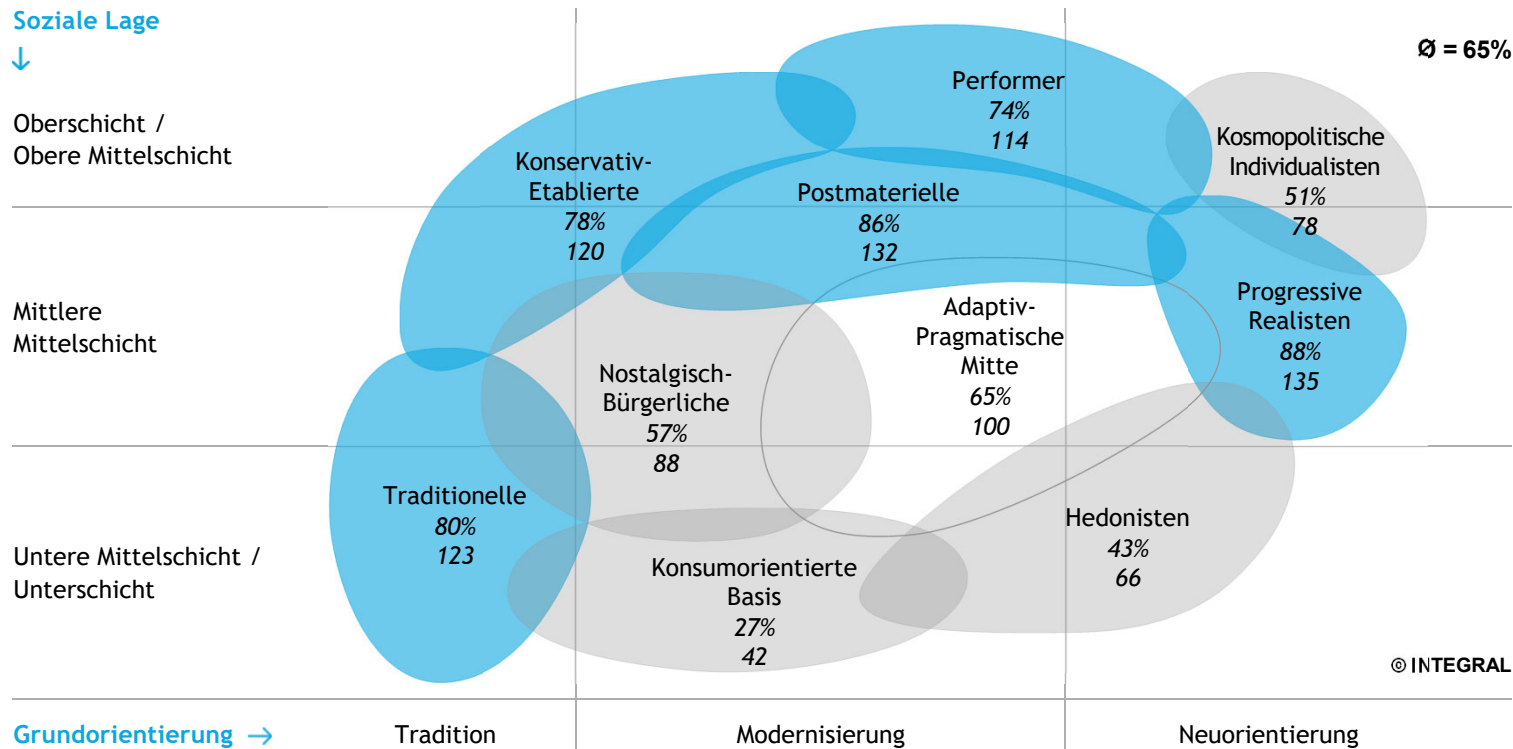 Soziale Lage
↓
Ø = 65%
Oberschicht /
Obere Mittelschicht
Performer
74%
114
Kosmopolitische
Individualisten
51%
78
Konservativ-
Etablierte
78%
120
Postmaterielle
86%
132
Mittlere
Mittelschicht
Adaptiv-
Pragmatische
Mitte
65%
100
Progressive
Realisten
88%
135
Nostalgisch-
Bürgerliche
57%
88
Traditionelle
80%
123
Untere Mittelschicht /
Unterschicht
Konsumorientierte
Basis
27%
42
Hedonisten
43%
66
© INTEGRAL
Grundorientierung →
Tradition
Modernisierung
Neuorientierung